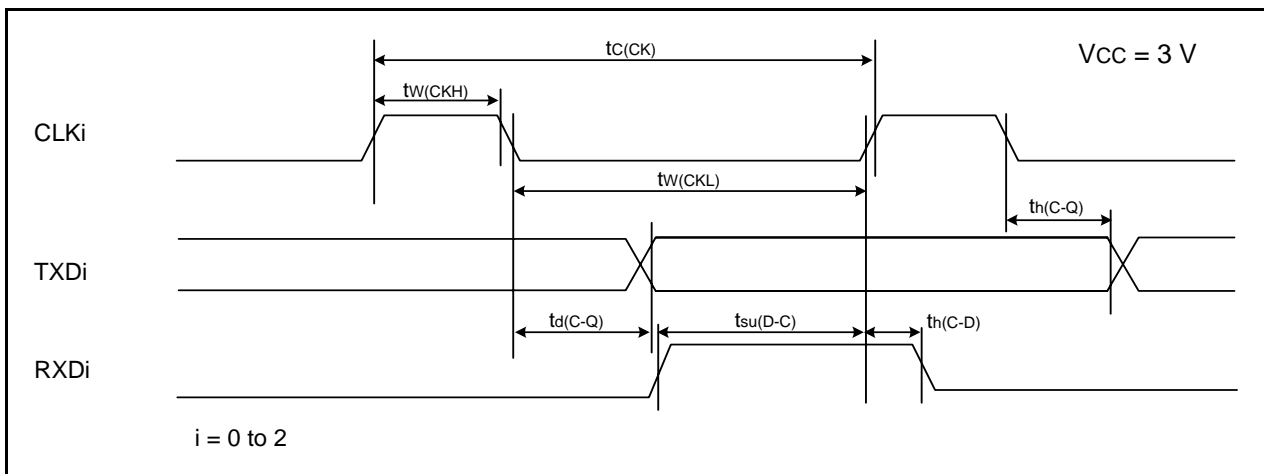 tC(CK)
VCC = 3 V
tW(CKH)
CLKi
tW(CKL)
th(C-Q)
TXDi
td(C-Q)
tsu(D-C)
th(C-D)
RXDi
i = 0 to 2